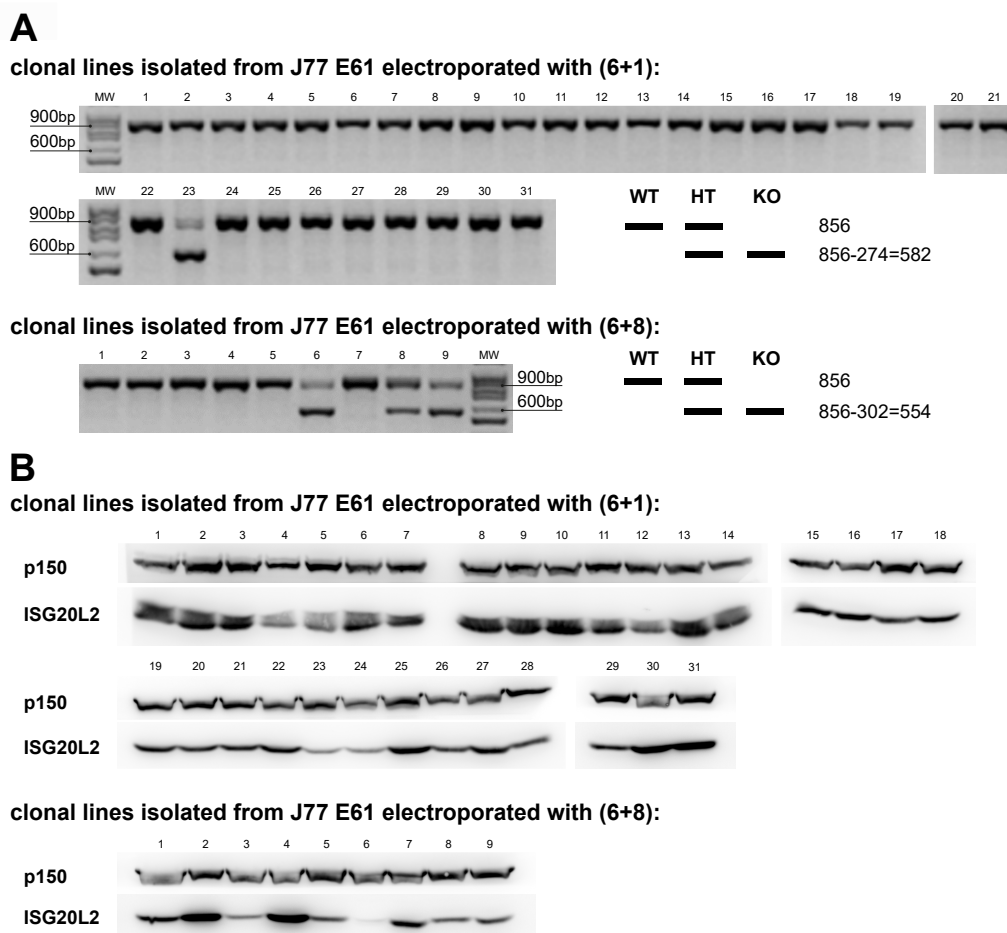 A
clonal lines isolated from J77 E61 electroporated with (6+1):
MW 1 2 3 4 5 6 7 8 9 10 11 12 13 14 15 16 17 18 19 20 21
900bp
600bp
MW 22 23 24 25 26 27 28 29 30 31
WT HT KO
900bp
856
600bp
856-274=582
clonal lines isolated from J77 E61 electroporated with (6+8):
1 2 3 4 5 6 7 8 9 MW
WT HT KO
900bp
856
600bp
856-302=554
B
clonal lines isolated from J77 E61 electroporated with (6+1):
1 2 3 4 5 6 7 8 9 10 11 12 13 14 15 16 17 18
p150
ISG20L2
19 20 21 22 23 24 25 26 27 28 29 30 31
p150
ISG20L2
clonal lines isolated from J77 E61 electroporated with (6+8):
1 2 3 4 5 6 7 8 9
p150
ISG20L2